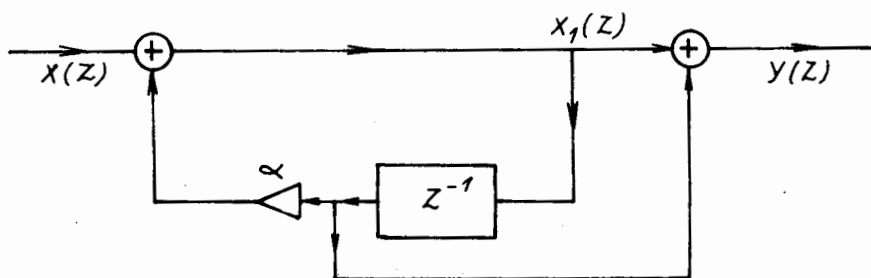 X(Z)
+
X₁(Z)
+
Y(Z)
α
Z⁻¹